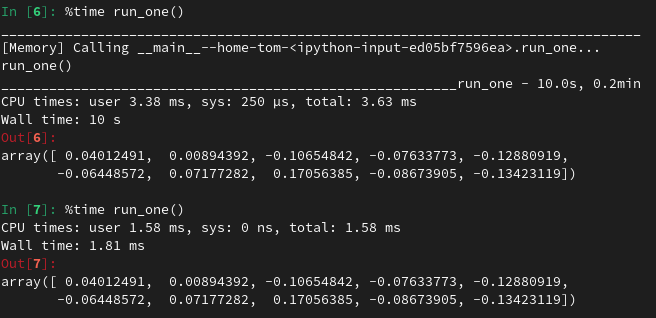 In [6]: %time run_one()
________________________________________________________________________________
[Memory] Calling __main__--home-tom-<ipython-input-ed05bf7596ea>.run_one...
run_one()
_________________________________________________________run_one - 10.0s, 0.2min
CPU times: user 3.38 ms, sys: 250 µs, total: 3.63 ms
Wall time: 10 s
Out[6]:
array([ 0.04012491,  0.00894392, -0.10654842, -0.07633773, -0.12880919,
       -0.06448572,  0.07177282,  0.17056385, -0.08673905, -0.13423119])
In [7]: %time run_one()
CPU times: user 1.58 ms, sys: 0 ns, total: 1.58 ms
Wall time: 1.81 ms
Out[7]:
array([ 0.04012491,  0.00894392, -0.10654842, -0.07633773, -0.12880919,
       -0.06448572,  0.07177282,  0.17056385, -0.08673905, -0.13423119])